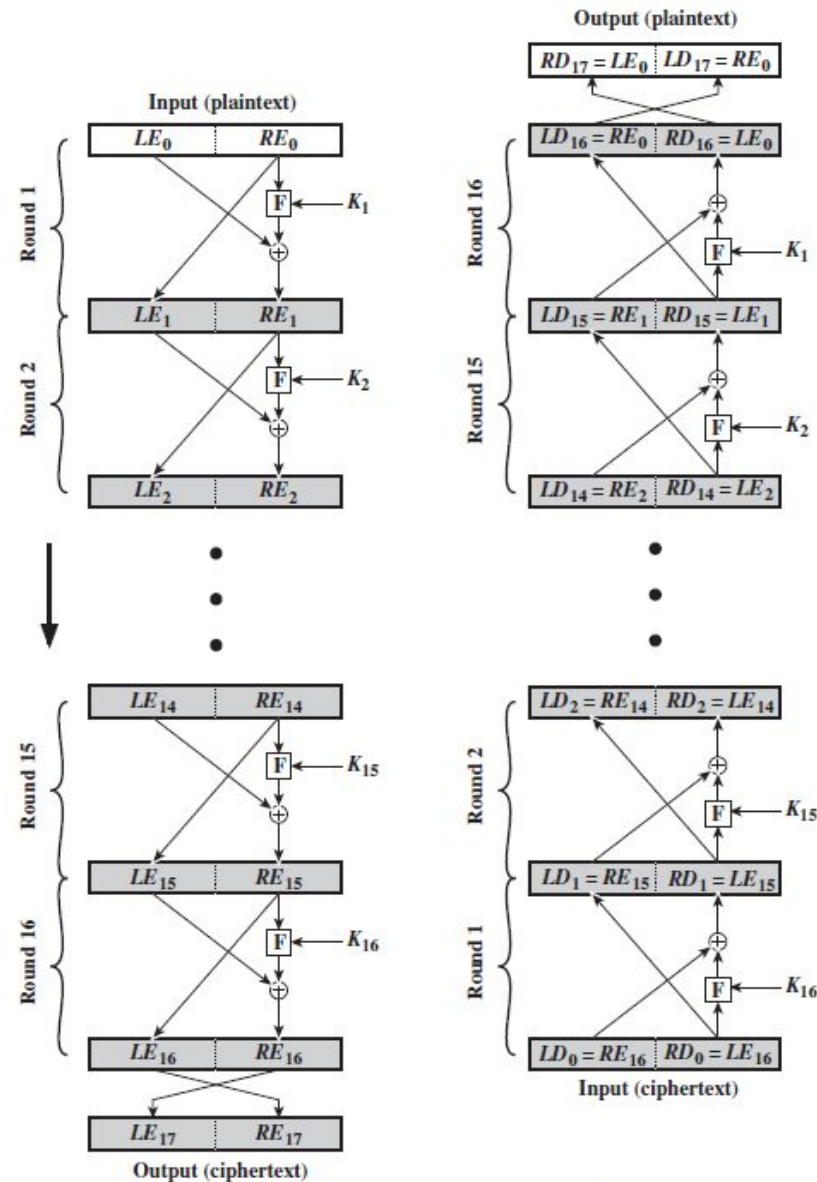 Input (plaintext)
LE₀ RE₀
Round 1
F
K₁
+
LE₁ RE₁
Round 2
F
K₂
+
LE₂ RE₂
LE₁₄ RE₁₄
Round 15
F
K₁₅
+
LE₁₅ RE₁₅
Round 16
F
K₁₆
+
LE₁₆ RE₁₆
LE₁₇ RE₁₇
Output (ciphertext)
Output (plaintext)
RD₁₇ = LE₀ LD₁₇ = RE₀
LD₁₆ = RE₀ RD₁₆ = LE₀
Round 16
+
F
K₁
LD₁₅ = RE₁ RD₁₅ = LE₁
Round 15
+
F
K₂
LD₁₄ = RE₂ RD₁₄ = LE₂
LD₂ = RE₁₄ RD₂ = LE₁₄
Round 2
+
F
K₁₅
LD₁ = RE₁₅ RD₁ = LE₁₅
Round 1
+
F
K₁₆
LD₀ = RE₁₆ RD₀ = LE₁₆
Input (ciphertext)